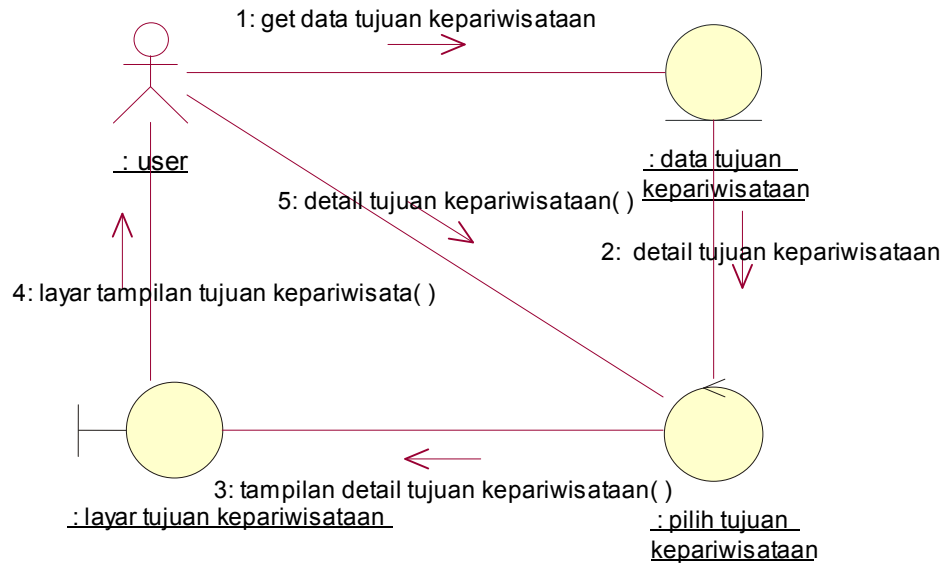 1: get data tujuan kepariwisataan
: user
: data tujuan
kepariwisataan
5: detail tujuan kepariwisataan( )
2:  detail tujuan kepariwisataan
4: layar tampilan tujuan kepariwisata( )
3: tampilan detail tujuan kepariwisataan( )
: layar tujuan kepariwisataan
: pilih tujuan
kepariwisataan